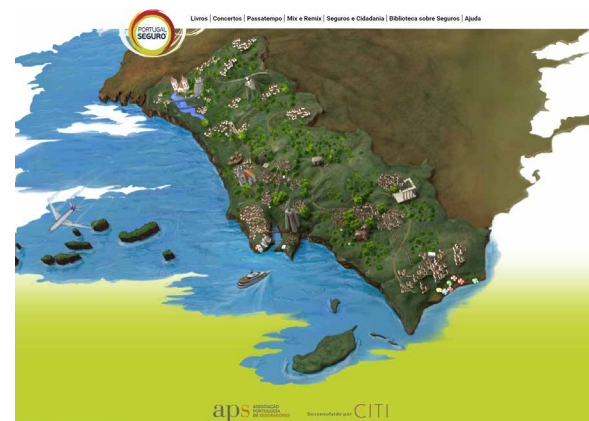 PORTUGAL
SEGURO
Livros | Concertos | Passatempo | Mix e Remix | Seguros e Cidadania | Biblioteca sobre Seguros | Ajuda
aps ASSOCIAÇÃO
PORTUGUESA
DE SEGURADORES
Desenvolvido por CITI